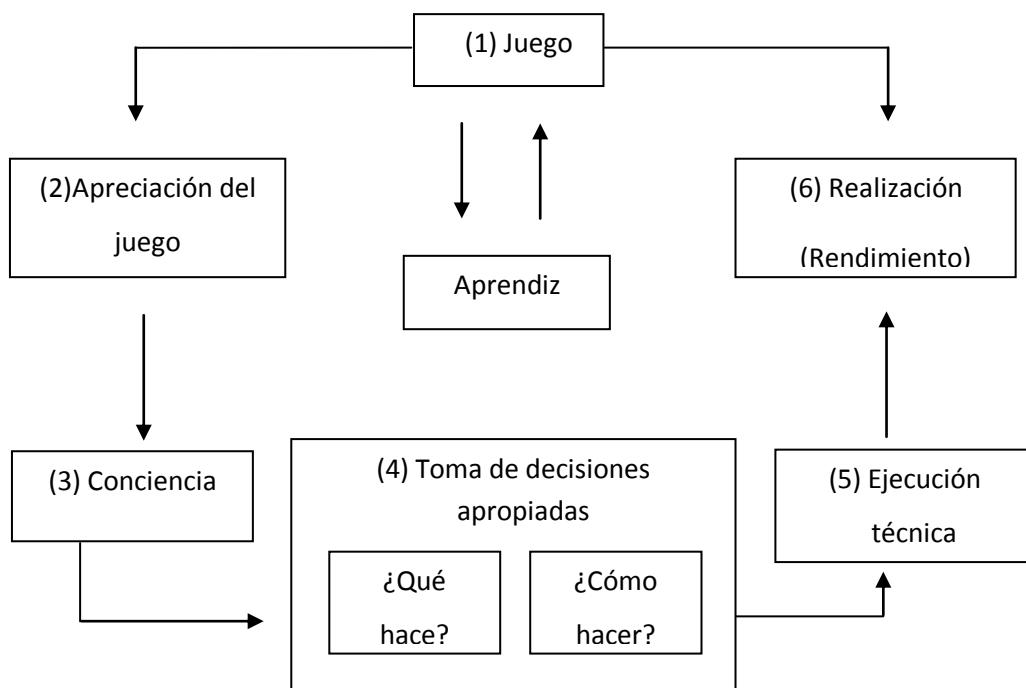 (1) Juego
(2)Apreciación del
juego
Aprendiz
(6) Realización
(Rendimiento)
(3) Conciencia
(4) Toma de decisiones
apropiadas
¿Qué
hace?
¿Cómo
hacer?
(5) Ejecución
técnica